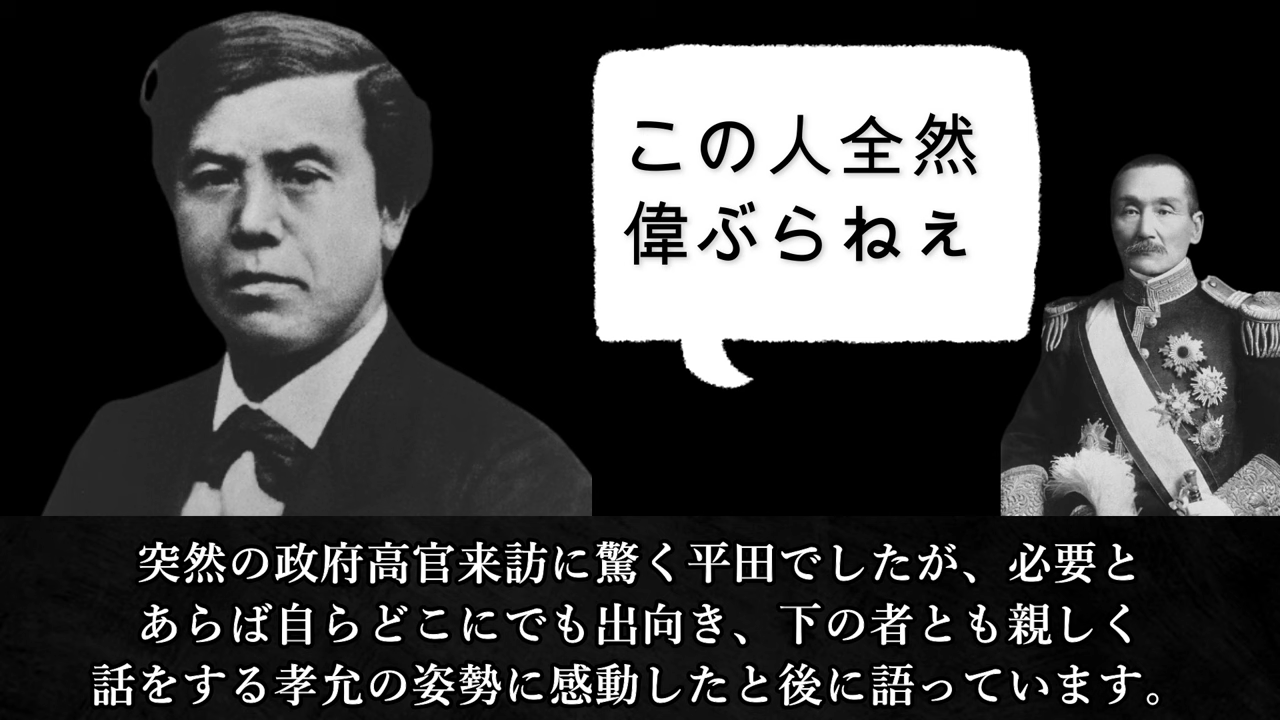 この人全然
偉ぶらねぇ
突然の政府高官来訪に驚く平田でしたが、必要と
あらば自らどこにでも出向き、下の者とも親しく
話をする孝允の姿勢に感動したと後に語っています。